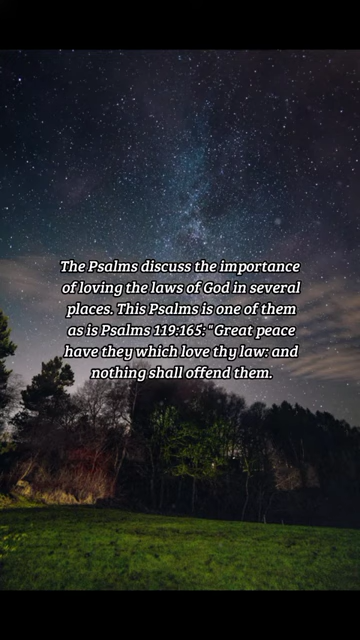 The Psalms discuss the importance
of loving the laws of God in several
places. This Psalms is one of them
as is Psalms 119:165: "Great peace
have they which love thy law: and
nothing shall offend them.